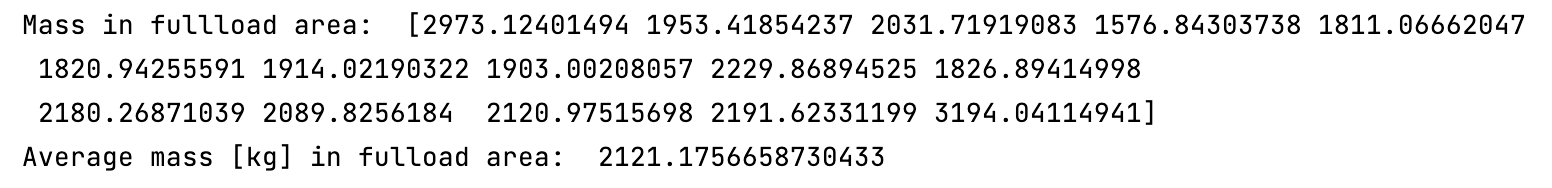 Mass in fullload area:  [2973.12401494 1953.41854237 2031.71919083 1576.84303738 1811.06662047
 1820.94255591 1914.02190322 1903.00208057 2229.86894525 1826.89414998
 2180.26871039 2089.8256184  2120.97515698 2191.62331199 3194.04114941]
Average mass [kg] in fulload area:  2121.1756658730433